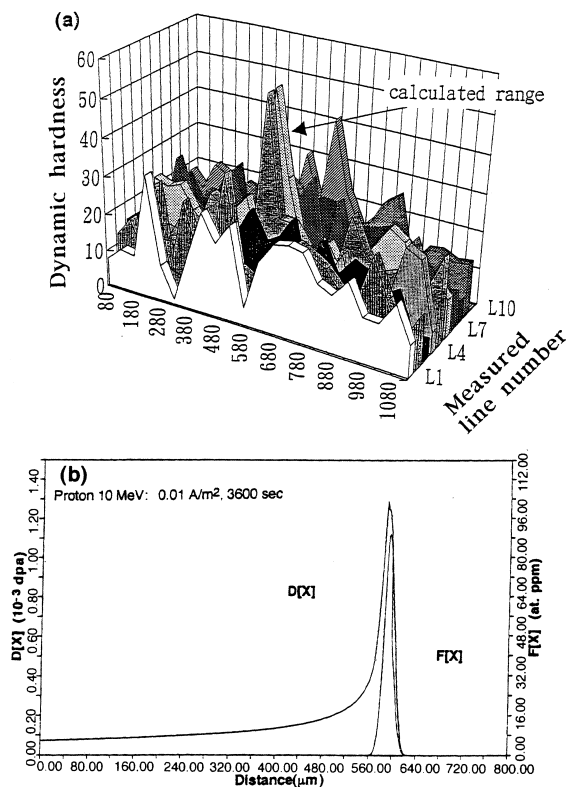 (a)
60
50
40
30
20
10
0
Dynamic hardness
calculated range
80
180
280
380
480
580
680
780
880
980
1080
L1
L4
L7
L10
Measured
line number
(b)
Proton 10 MeV: 0.01 A/m², 3600 sec
D[X] (10⁻³ dpa)
1.40
1.20
1.00
0.80
0.60
0.40
0.20
0.00
D[X]
F[X]
112.00
96.00
80.00
64.00
48.00
32.00
16.00
0.00
F[X] (at. ppm)
0.00 80.00 160.00 240.00 320.00 400.00 480.00 560.00 640.00 720.00 800.00
Distance(μm)